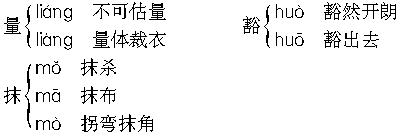 量 liáng 不可估量
liáng 量体裁衣
豁 huò 豁然开朗
huō 豁出去
抹 mǒ 抹杀
mā 抹布
mò 拐弯抹角